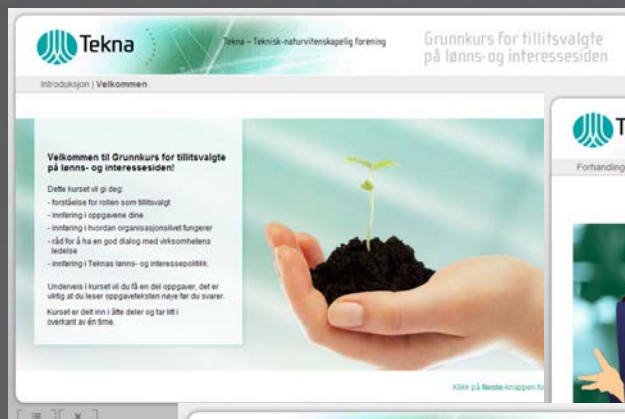 Tekna
Tekna – Teknisk-naturvitenskapelig forening
Grunnkurs for tillitsvalgte
på lønns- og interessesiden
Introduksjon | Velkommen
Velkommen til Grunnkurs for tillitsvalgte
på lønns- og interessesiden!
Dette kurset vil gi deg:
- forståelse for rollen som tillitsvalgt
- innføring i oppgavene dine
- innføring i hvordan organisasjonslivet fungerer
- råd for å ha en god dialog med virksomhetens
ledelse
- innføring i Teknas lønns- og interessepolitikk.
Underveis i kurset vil du få en del oppgaver, det er
viktig at du leser oppgaveteksten nøye før du svarer.
Kurset er delt inn i åtte deler og tar litt i
overkant av én time.
Klikk på Neste-knappen fo
T
Forhandling